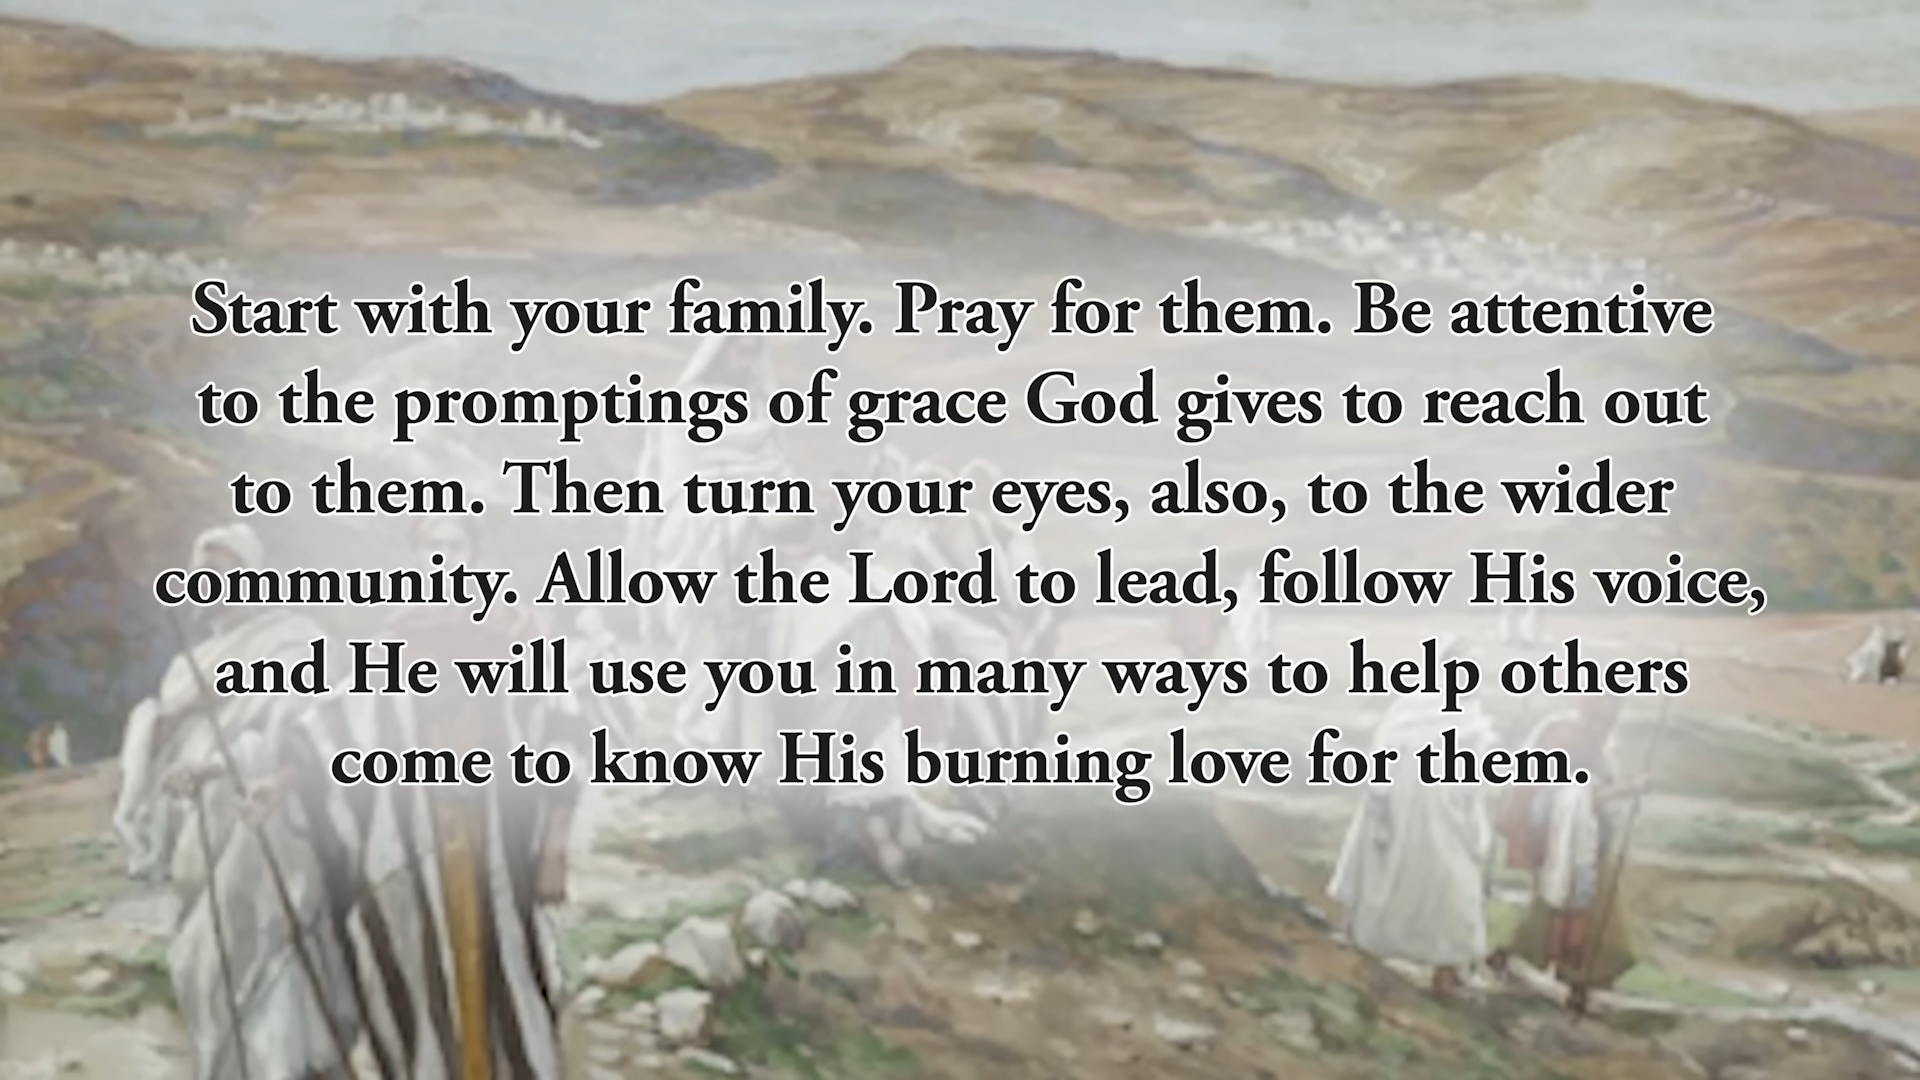 Start with your family. Pray for them. Be attentive
to the promptings of grace God gives to reach out
to them. Then turn your eyes, also, to the wider
community. Allow the Lord to lead, follow His voice,
and He will use you in many ways to help others
come to know His burning love for them.